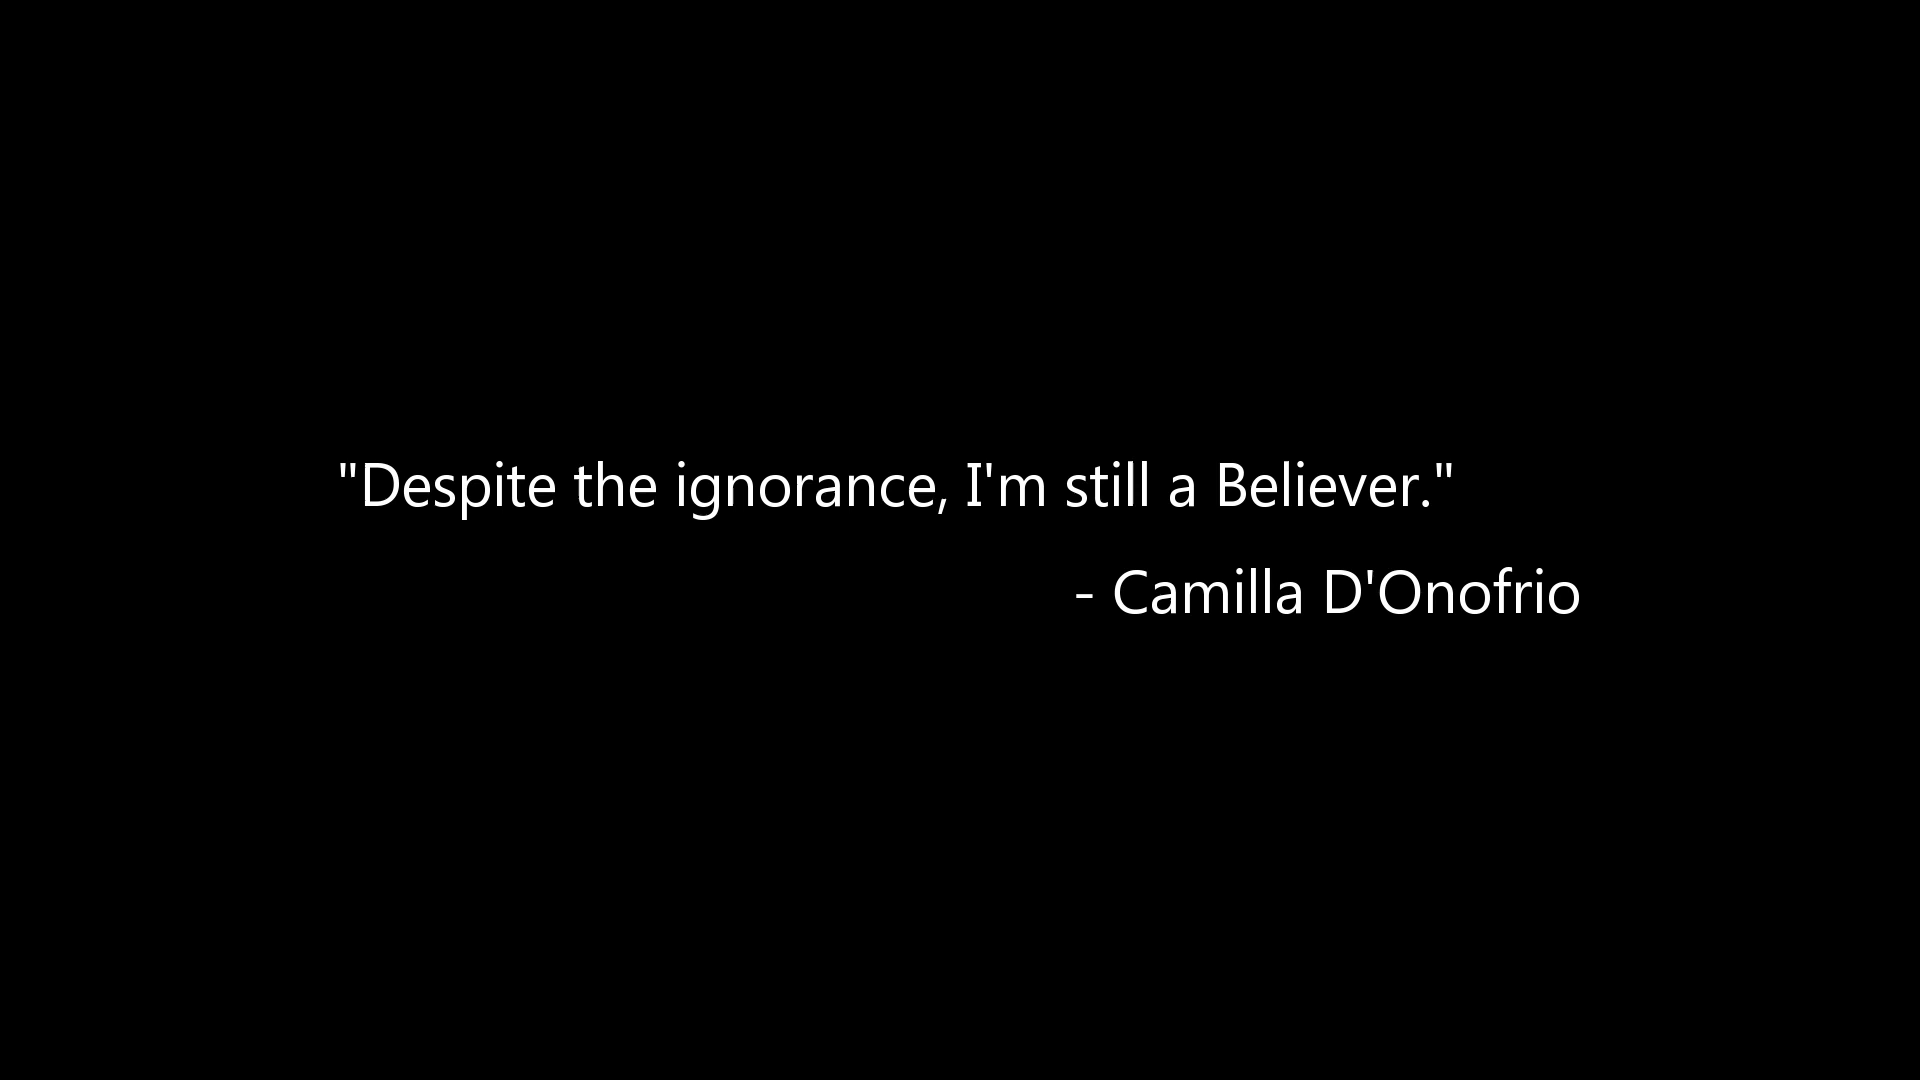 "Despite the ignorance, I'm still a Believer."
- Camilla D'Onofrio